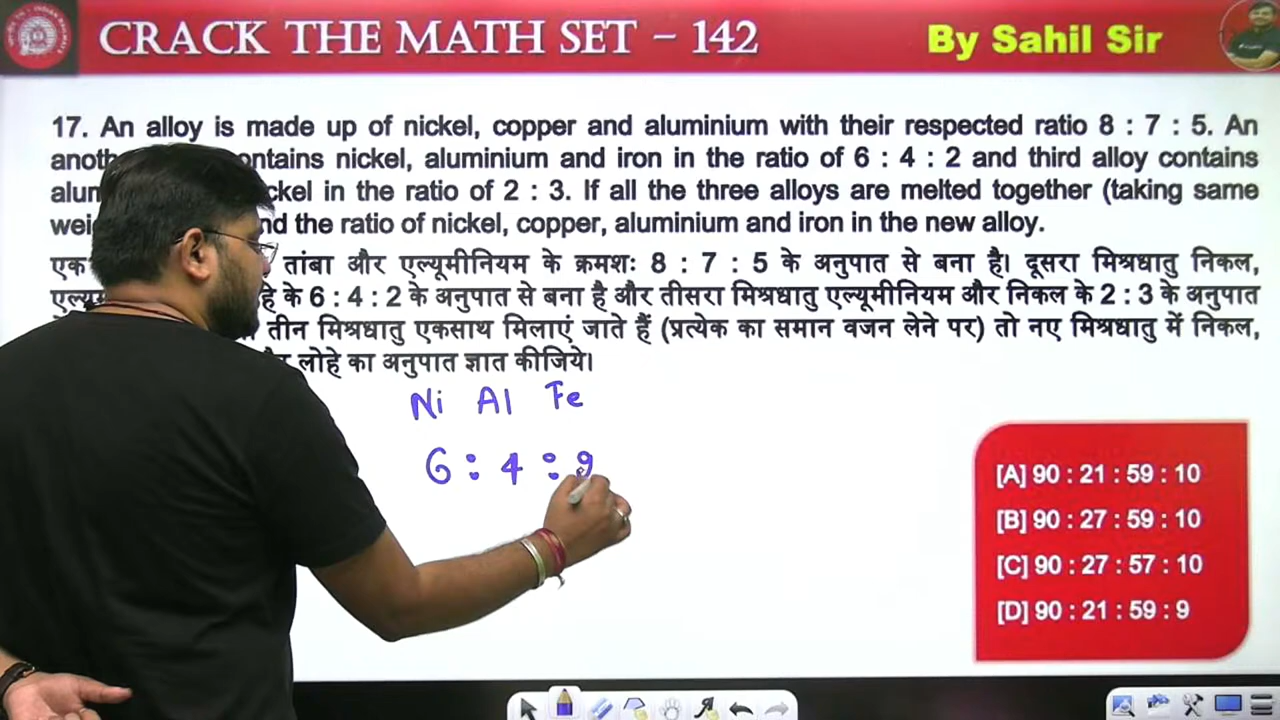 CRACK THE MATH SET – 142
By Sahil Sir
17. An alloy is made up of nickel, copper and aluminium with their respected ratio 8 : 7 : 5. An
contains nickel, aluminium and iron in the ratio of 6 : 4 : 2 and third alloy contains
in the ratio of 2 : 3. If all the three alloys are melted together (taking same
the ratio of nickel, copper, aluminium and iron in the new alloy.
एक तांबा और एल्यूमीनियम के क्रमशः 8 : 7 : 5 के अनुपात से बना है। दूसरा मिश्रधातु निकल,
के 6 : 4 : 2 के अनुपात से बना है और तीसरा मिश्रधातु एल्यूमीनियम और निकल के 2 : 3 के अनुपात
तीन मिश्रधातु एकसाथ मिलाएं जाते हैं (प्रत्येक का समान वजन लेने पर) तो नए मिश्रधातु में निकल,
लोहे का अनुपात ज्ञात कीजिये।
Ni Al Fe
6 : 4 :
[A] 90 : 21 : 59 : 10
[B] 90 : 27 : 59 : 10
[C] 90 : 27 : 57 : 10
[D] 90 : 21 : 59 : 9